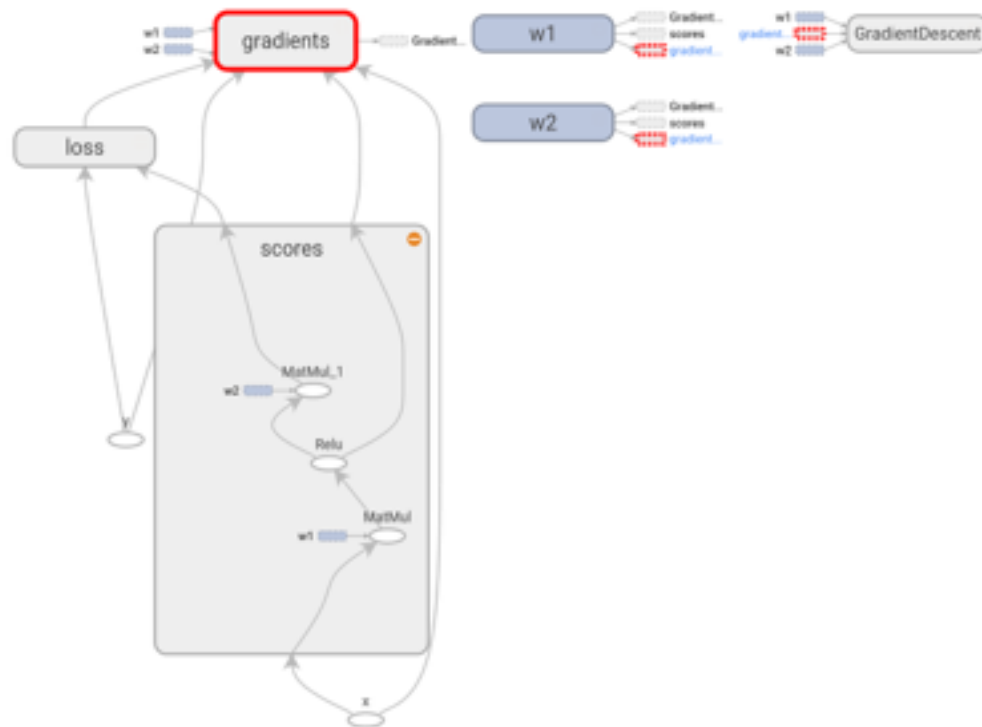 w1
w2
gradients
Gradient...
loss
scores
MatMul_1
w2
y
Relu
MatMul
w1
x
w1
Gradient...
scores
gradient...
w2
Gradient...
scores
gradient...
w1
gradient...
w2
GradientDescent